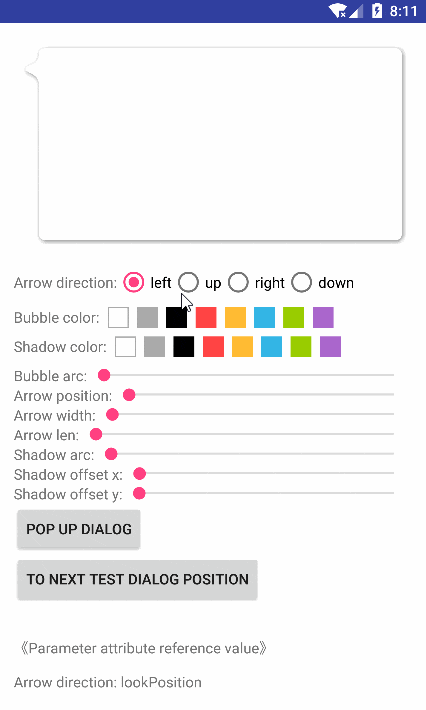 8:11
Arrow direction: left up right down
Bubble color:
Shadow color:
Bubble arc:
Arrow position:
Arrow width:
Arrow len:
Shadow arc:
Shadow offset x:
Shadow offset y:
POP UP DIALOG
TO NEXT TEST DIALOG POSITION
《Parameter attribute reference value》
Arrow direction: lookPosition